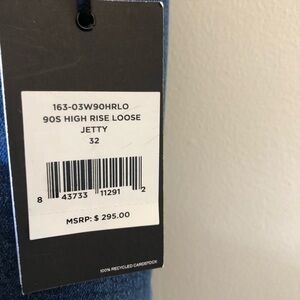 163-03W90HRLO
90S HIGH RISE LOOSE
JETTY
32
8 43733 11291 2
MSRP: $ 295.00
100% RECYCLED CARDSTOCK